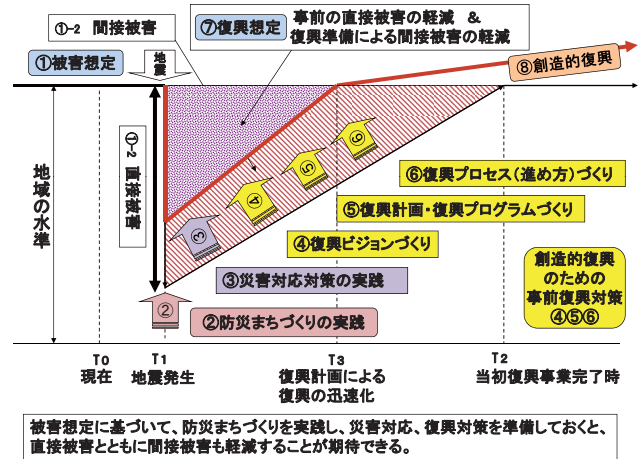 ①-2 間接被害
⑦復興想定
事前の直接被害の軽減 &
復興準備による間接被害の軽減
①被害想定
地震
⑧創造的復興
①-2 直接被害
地域の水準
⑥
⑤
④
③
②
⑥復興プロセス(進め方)づくり
⑤復興計画・復興プログラムづくり
④復興ビジョンづくり
③災害対応対策の実践
②防災まちづくりの実践
創造的復興
のための
事前復興対策
④⑤⑥
T0
現在
T1
地震発生
T3
復興計画による
復興の迅速化
T2
当初復興事業完了時
被害想定に基づいて、防災まちづくりを実践し、災害対応、復興対策を準備しておくと、
直接被害とともに間接被害も軽減することが期待できる。